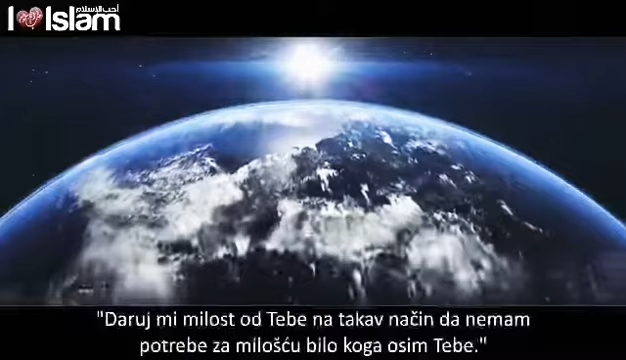 I Islam
أحب الإسلام
"Daruj mi milost od Tebe na takav način da nemam
potrebe za milošću bilo koga osim Tebe."